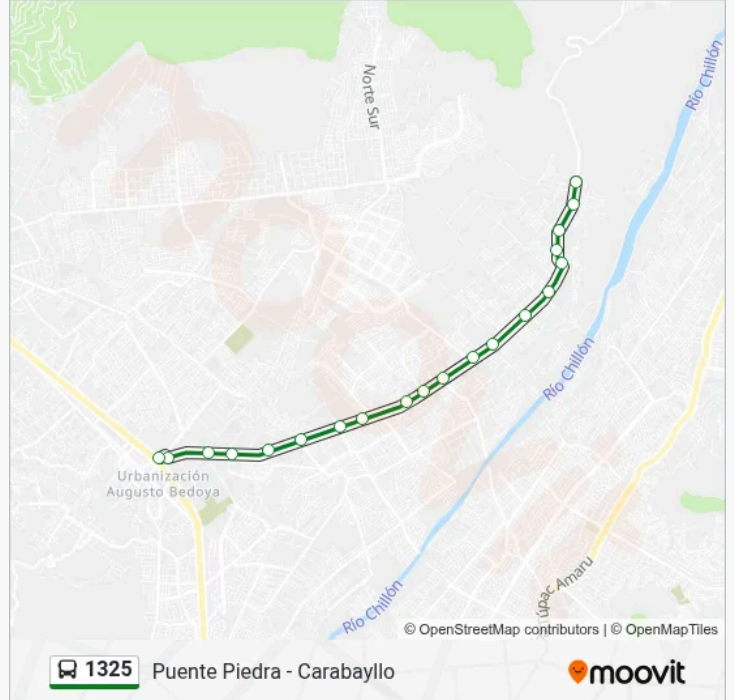 Río Chillón
Norte Sur
Río Chillón
Urbanización
Augusto Bedoya
Río Chillón
Amaru
© OpenStreetMap contributors | © OpenMapTiles
1325 Puente Piedra - Carabayllo
moovit